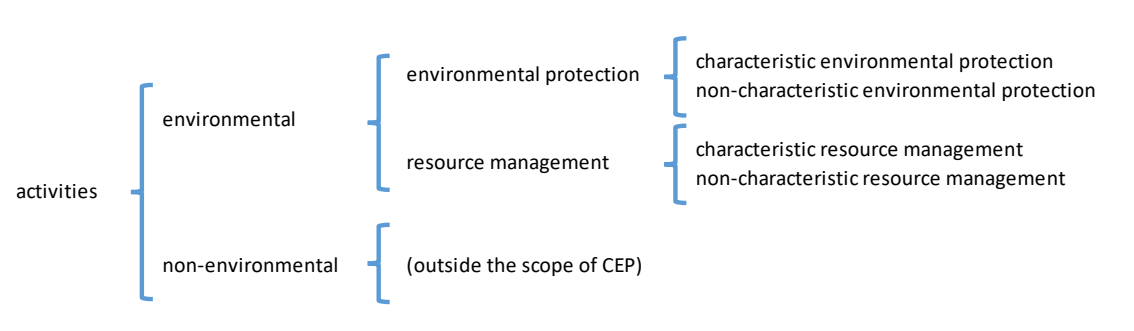 activities
environmental
non-environmental
environmental protection
resource management
(outside the scope of CEP)
characteristic environmental protection
non-characteristic environmental protection
characteristic resource management
non-characteristic resource management